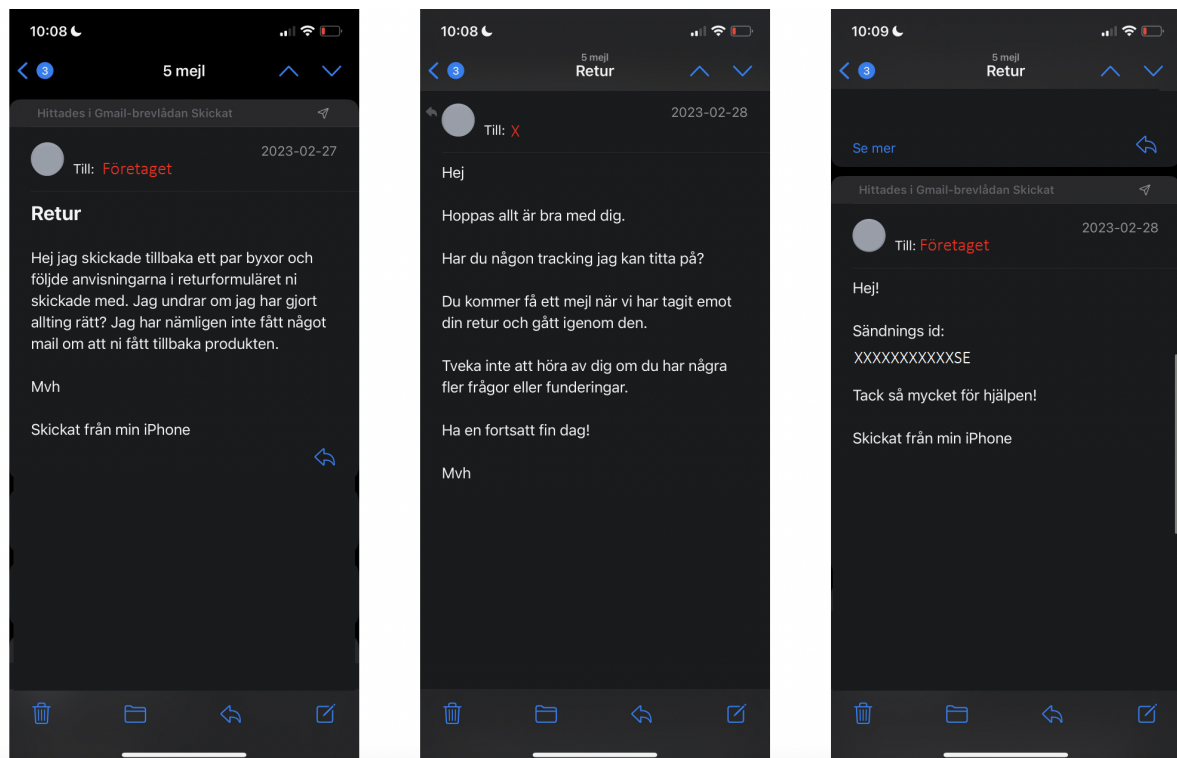 10:08
3
5 mejl
Hittades i Gmail-brevlådan Skickat
2023-02-27
Till: Företaget
Retur
Hej jag skickade tillbaka ett par byxor och
följde anvisningarna i returformuläret ni
skickade med. Jag undrar om jag har gjort
allting rätt? Jag har nämligen inte fått något
mail om att ni fått tillbaka produkten.
Mvh
Skickat från min iPhone
10:08
5 mejl
3
Retur
2023-02-28
Till: X
Hej
Hoppas allt är bra med dig.
Har du någon tracking jag kan titta på?
Du kommer få ett mejl när vi har tagit emot
din retur och gått igenom den.
Tveka inte att höra av dig om du har några
fler frågor eller funderingar.
Ha en fortsatt fin dag!
Mvh
10:09
5 mejl
3
Retur
Se mer
Hittades i Gmail-brevlådan Skickat
2023-02-28
Till: Företaget
Hej!
Sändnings id:
XXXXXXXXXXXSE
Tack så mycket för hjälpen!
Skickat från min iPhone